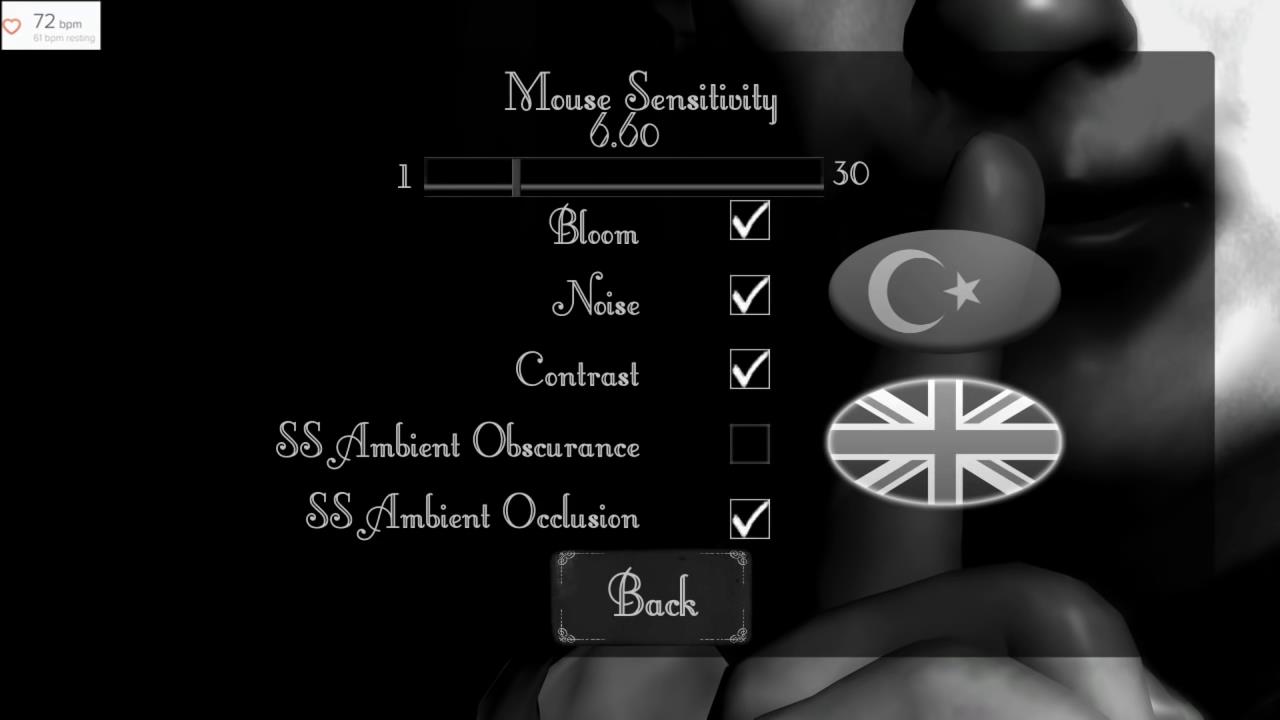 72 bpm
61 bpm resting
Mouse Sensitivity
6.60
1
30
Bloom
Noise
Contrast
SS Ambient Obscurance
SS Ambient Occlusion
Back